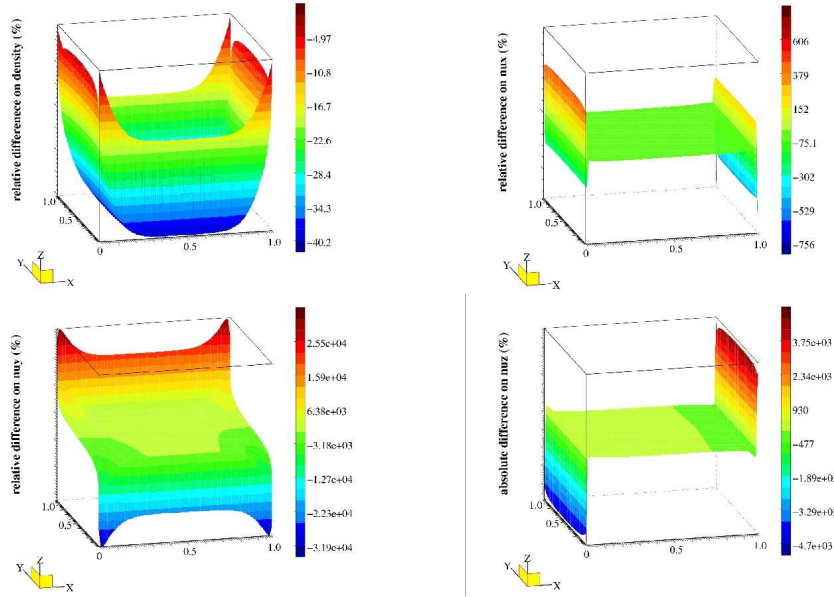 relative differenece on density (%)
−4.97
−10.8
−16.7
−22.6
−28.4
−34.3
−40.2
1.0
0.5
0
0.5
1.0
Z
Y
X
relative difference on nux (%)
606
379
152
−75.1
−302
−529
−756
1.0
0.5
0
0.5
1.0
Z
Y
X
relative difference on nuy (%)
2.55e+04
1.59e+04
6.38e+03
−3.18e+03
−1.27e+04
−2.23e+04
−3.19e+04
1.0
0.5
0
0.5
1.0
Z
Y
X
absolute difference on nuz (%)
3.75e+03
2.34e+03
930
−477
−1.88e+03
−3.29e+03
−4.7e+03
1.0
0.5
0
0.5
1.0
Z
Y
X